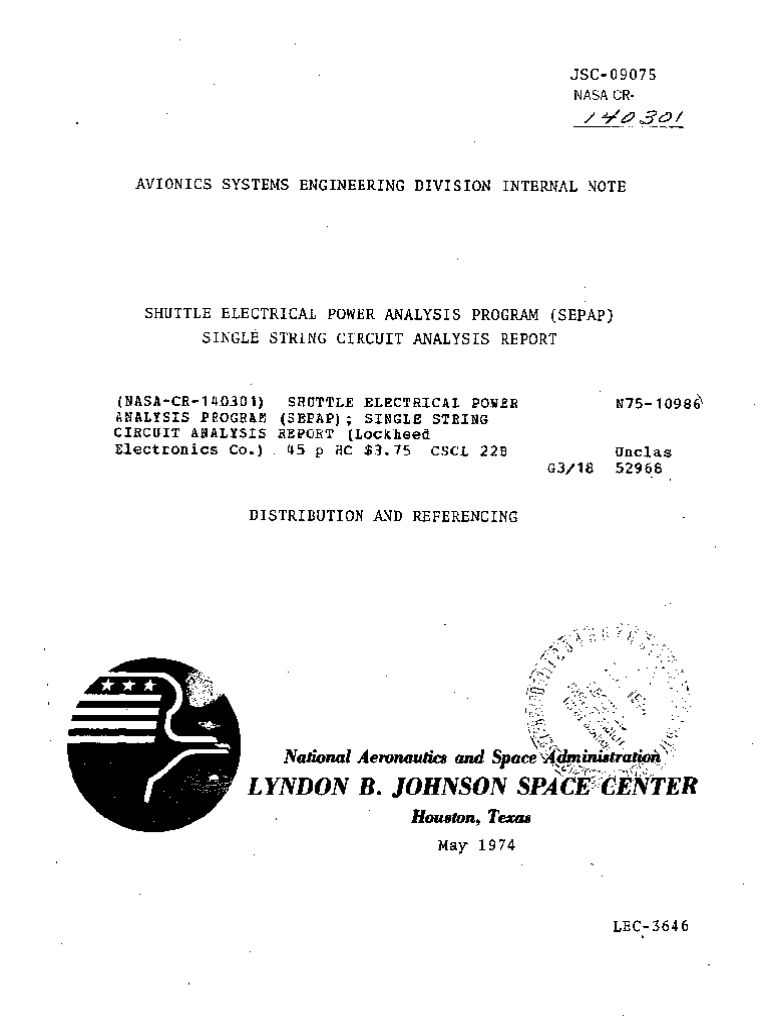 JSC-09075
NASA CR-
140301
AVIONICS SYSTEMS ENGINEERING DIVISION INTERNAL NOTE
SHUTTLE ELECTRICAL POWER ANALYSIS PROGRAM (SEPAP)
SINGLE STRING CIRCUIT ANALYSIS REPORT
(NASA-CR-140301) SHUTTLE ELECTRICAL POWER N75-10986
ANALYSIS PROGRAM (SEPAP); SINGLE STRING
CIRCUIT ANALYSIS REPORT (Lockheed
Electronics Co.) 45 p HC $3.75 CSCL 22B Unclas
G3/18 52968
DISTRIBUTION AND REFERENCING
National Aeronautics and Space Administration
LYNDON B. JOHNSON SPACE CENTER
Houston, Texas
May 1974
LEC-3646